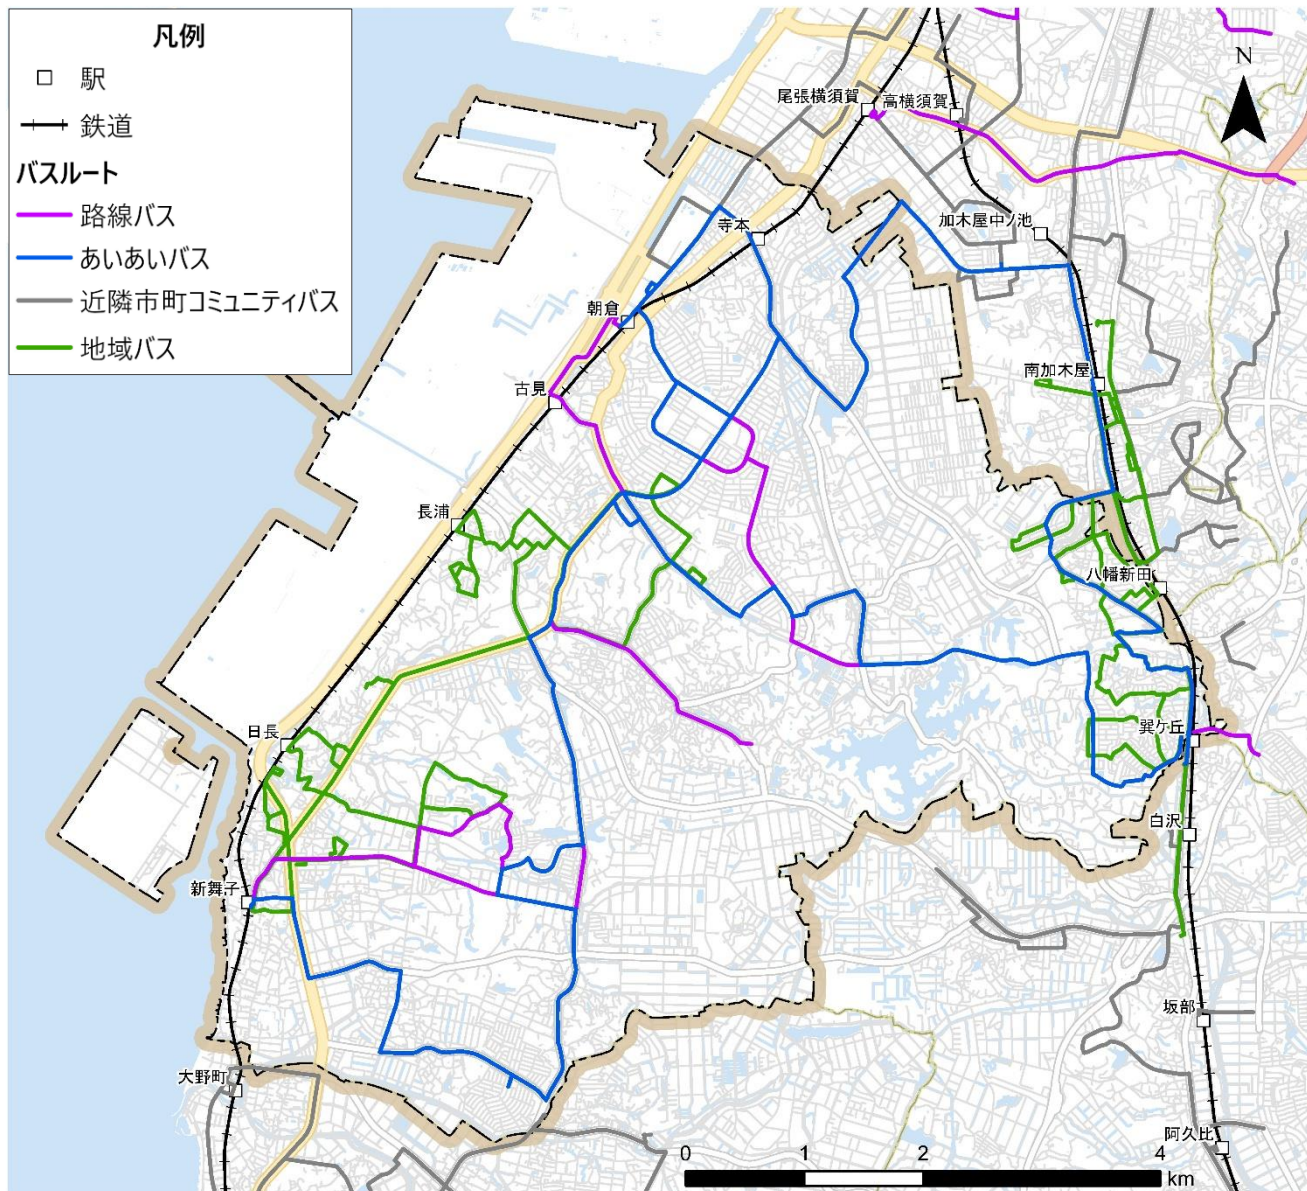 凡例
駅
鉄道
バスルート
路線バス
あいあいバス
近隣市町コミュニティバス
地域バス
N
尾張横須賀
高横須賀
寺本
加木屋中ノ池
朝倉
南加木屋
古見
長浦
八幡新田
日長
巽ケ丘
白沢
新舞子
坂部
大野町
阿久比
0 1 2 4
km